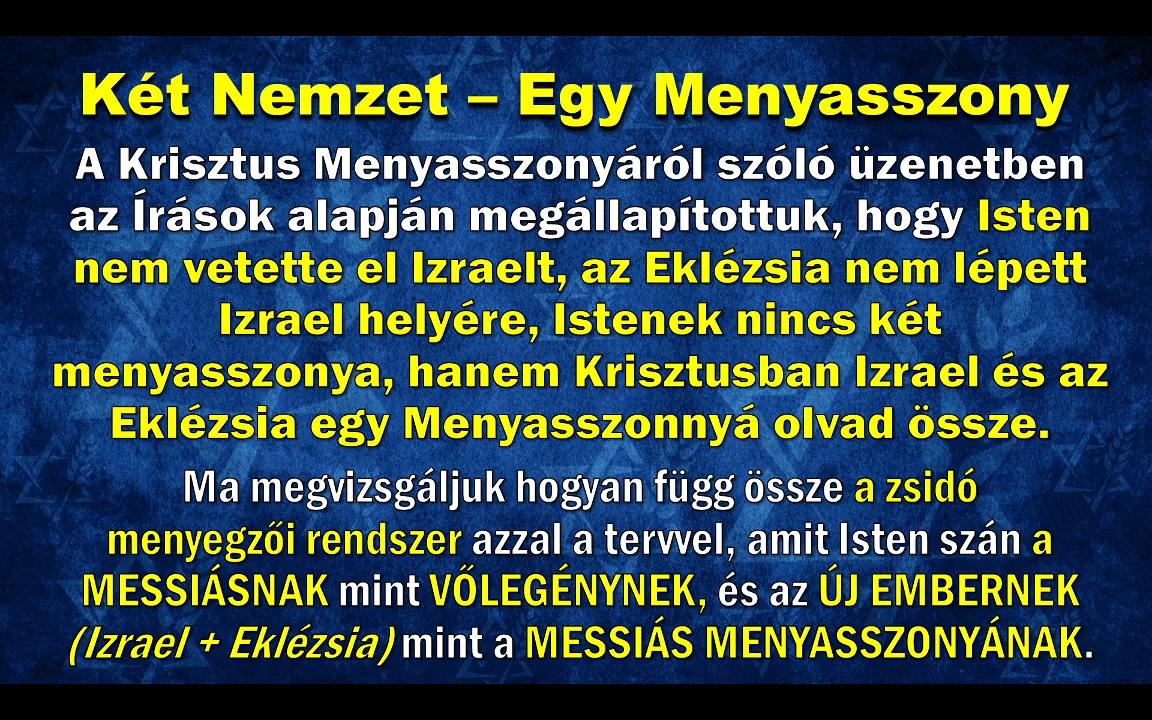 Két Nemzet – Egy Menyasszony
A Krisztus Menyasszonyáról szóló üzenetben
az Írások alapján megállapítottuk, hogy Isten
nem vetette el Izraelt, az Eklézsia nem lépett
Izrael helyére, Istenek nincs két
menyasszonya, hanem Krisztusban Izrael és az
Eklézsia egy Menyasszonnyá olvad össze.
Ma megvizsgáljuk hogyan függ össze a zsidó
menyegzői rendszer azzal a tervvel, amit Isten szán a
MESSIÁSNAK mint VŐLEGÉNYNEK, és az ÚJ EMBERNEK
(Izrael + Eklézsia) mint a MESSIÁS MENYASSZONYÁNAK.